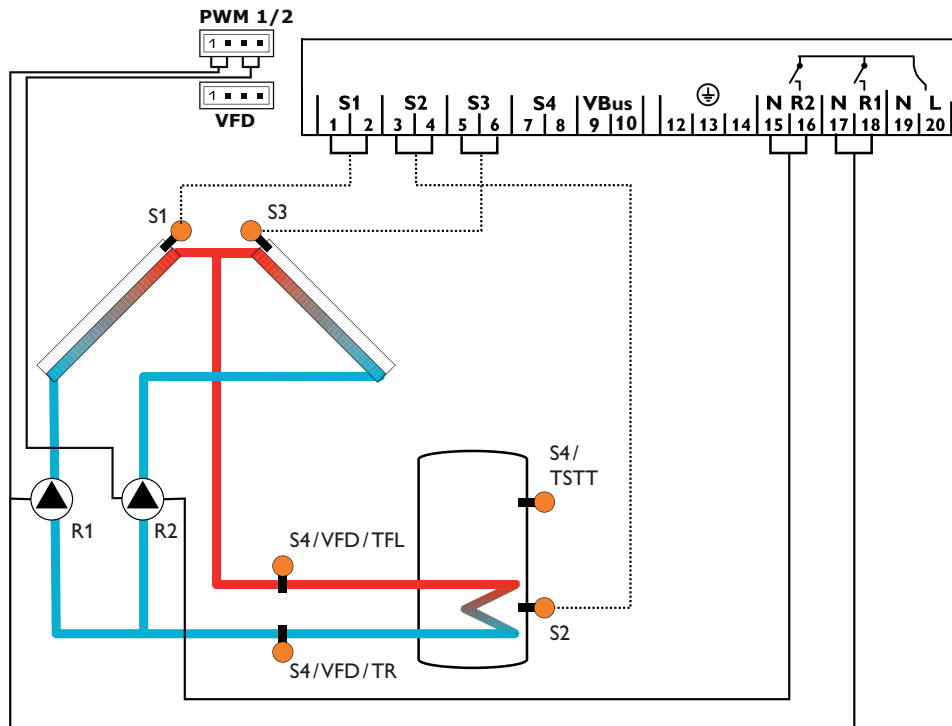 PWM 1/2
1
1
VFD
S1 S2 S3 S4 VBus N R2 N R1 N L
1 2 3 4 5 6 7 8 9 10 12 13 14 15 16 17 18 19 20
S1
S3
S4/
TSTT
R1
R2
S4/VFD/TFL
S2
S4/VFD/TR